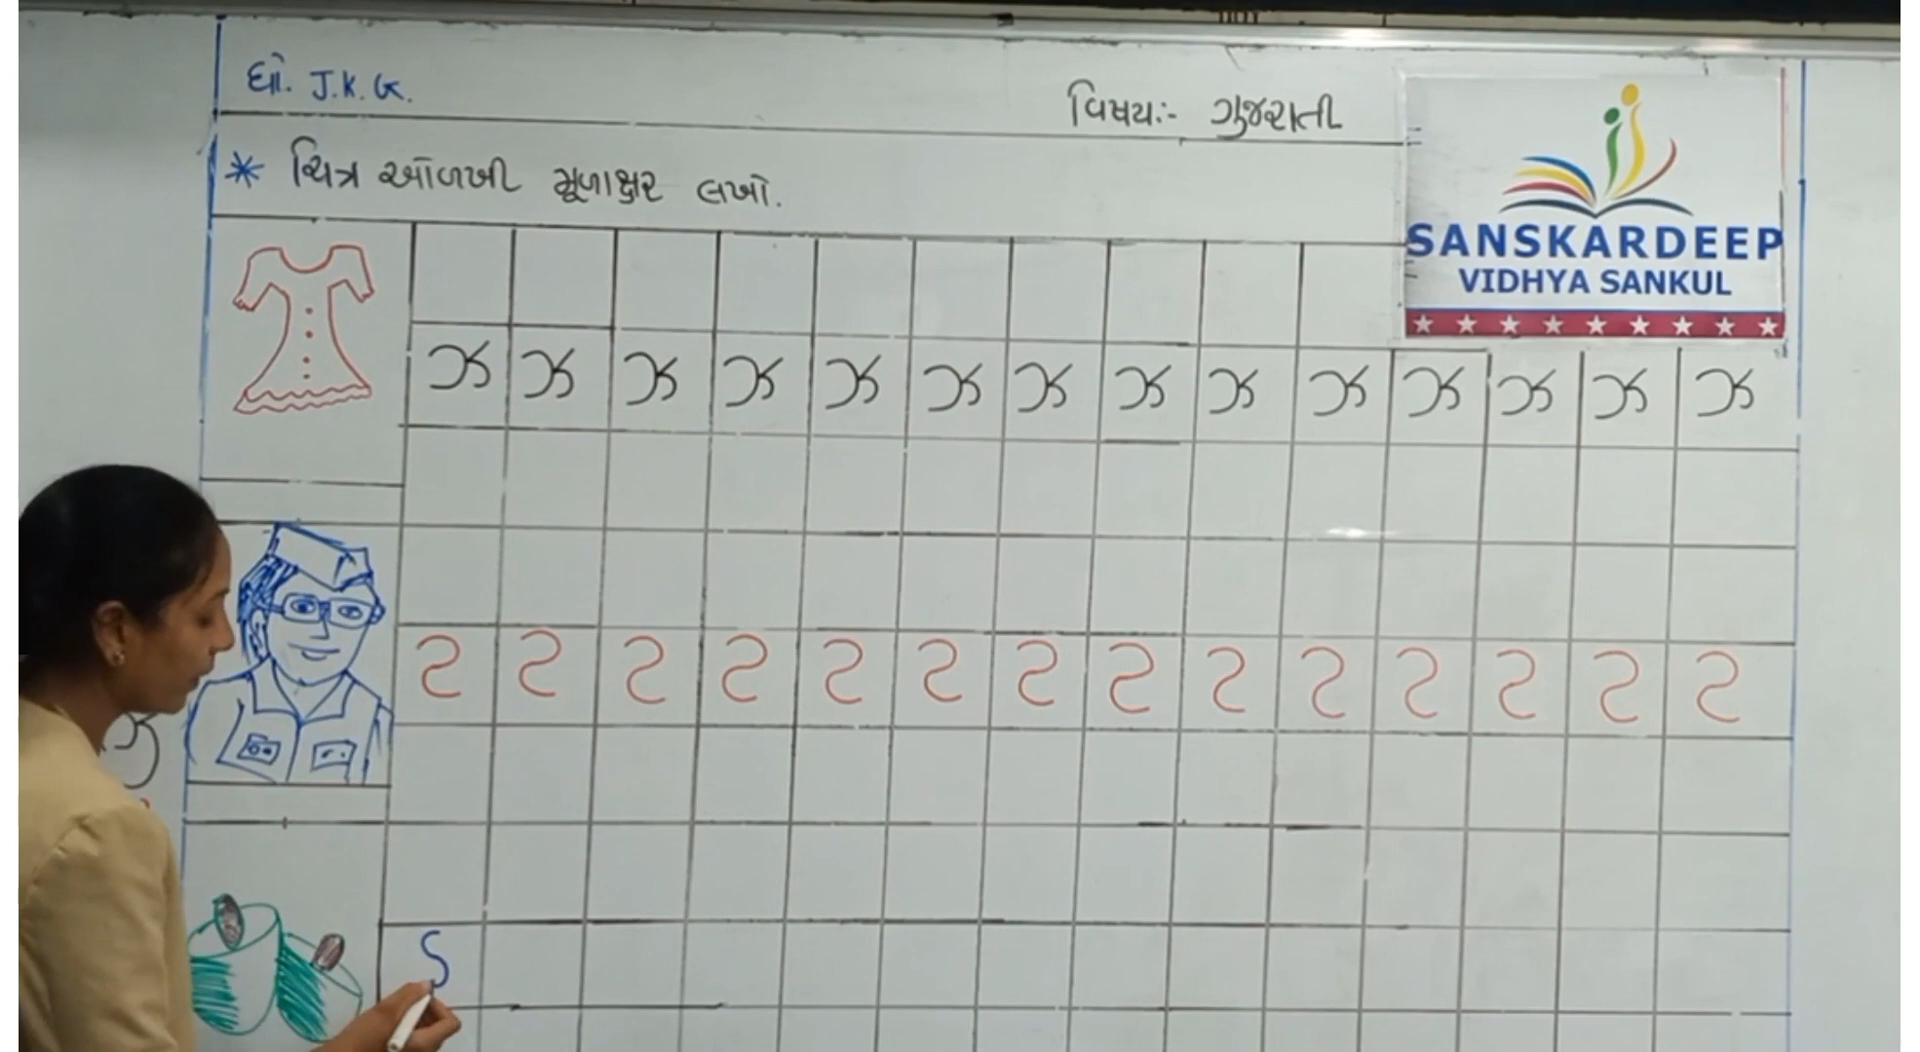 ધો. J.K.G.
વિષય:- ગુજરાતી
* ચિત્ર ઓળખી મૂળાક્ષર લખો.
SANSKARDEEP
VIDHYA SANKUL
ઝ ઝ ઝ ઝ ઝ ઝ ઝ ઝ ઝ ઝ ઝ ઝ ઝ ઝ
ટ ટ ટ ટ ટ ટ ટ ટ ટ ટ ટ ટ ટ ટ
ડ